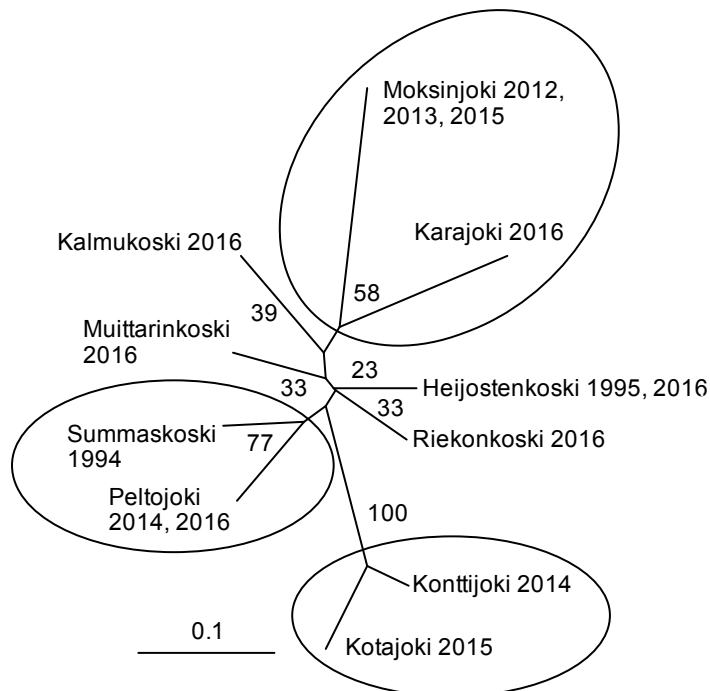 Moksinjoki 2012,
2013, 2015
Karajoki 2016
Kalmukoski 2016
58
39
Muittarinkoski
2016
23
33
Heijostenkoski 1995, 2016
33
Summaskoski
1994
77
Riekonkoski 2016
Peltojoki
2014, 2016
100
Konttijoki 2014
0.1
Kotajoki 2015